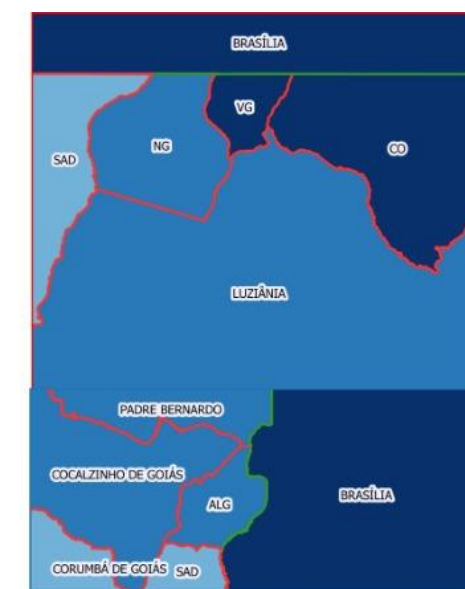 BRASÍLIA
VG
NG
CO
SAD
LUZIÂNIA
PADRE BERNARDO
COCALZINHO DE GOIÁS
BRASÍLIA
ALG
CORUMBÁ DE GOIÁS SAD